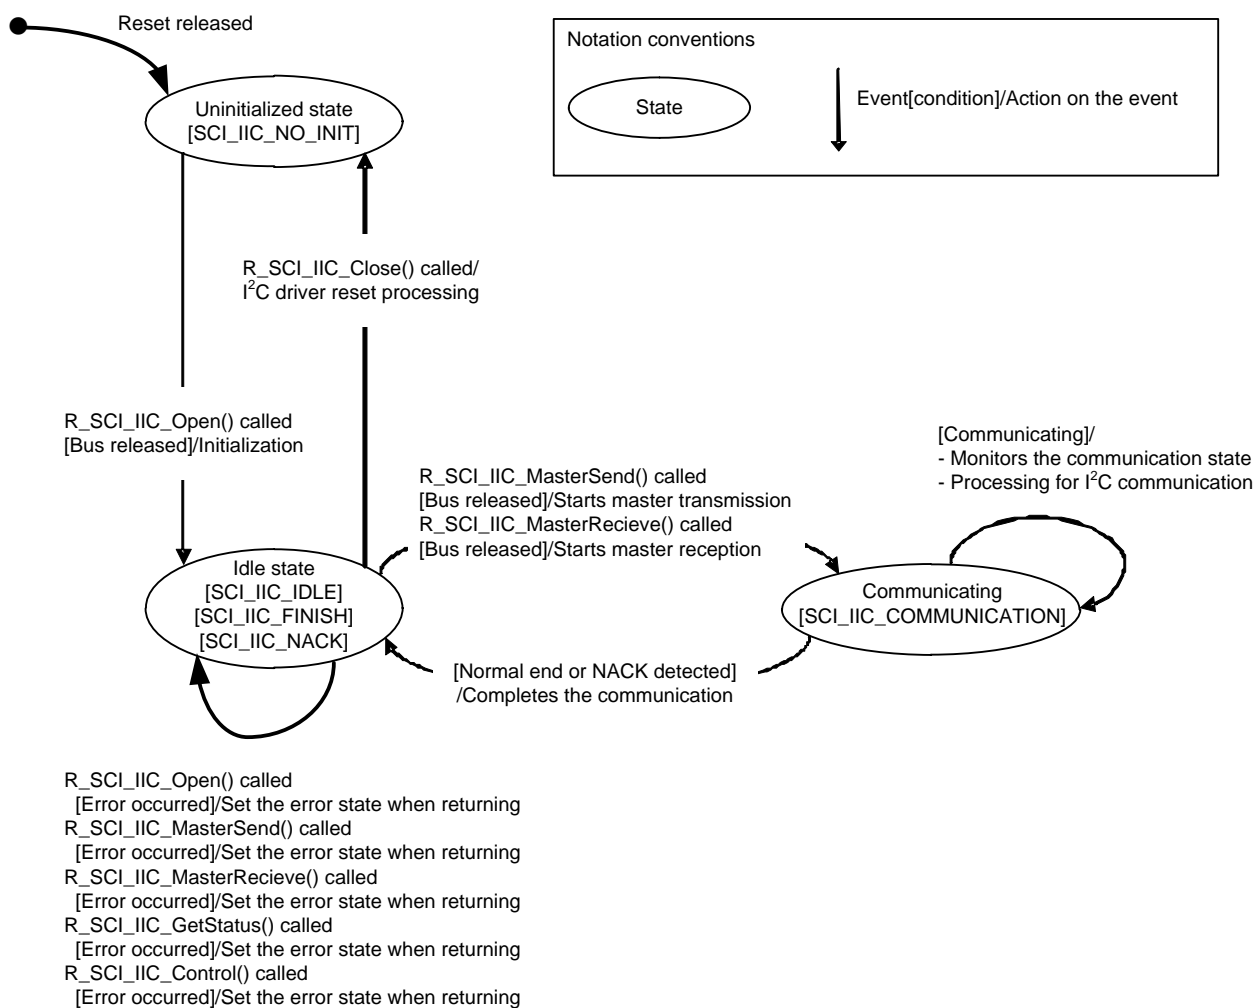 Reset released
Notation conventions
State
Event[condition]/Action on the event
Uninitialized state
[SCI_IIC_NO_INIT]
R_SCI_IIC_Close() called/
I²C driver reset processing
R_SCI_IIC_Open() called
[Bus released]/Initialization
R_SCI_IIC_MasterSend() called
[Bus released]/Starts master transmission
R_SCI_IIC_MasterRecieve() called
[Bus released]/Starts master reception
[Communicating]/
- Monitors the communication state
- Processing for I²C communication
Idle state
[SCI_IIC_IDLE]
[SCI_IIC_FINISH]
[SCI_IIC_NACK]
Communicating
[SCI_IIC_COMMUNICATION]
[Normal end or NACK detected]
/Completes the communication
R_SCI_IIC_Open() called
[Error occurred]/Set the error state when returning
R_SCI_IIC_MasterSend() called
[Error occurred]/Set the error state when returning
R_SCI_IIC_MasterRecieve() called
[Error occurred]/Set the error state when returning
R_SCI_IIC_GetStatus() called
[Error occurred]/Set the error state when returning
R_SCI_IIC_Control() called
[Error occurred]/Set the error state when returning